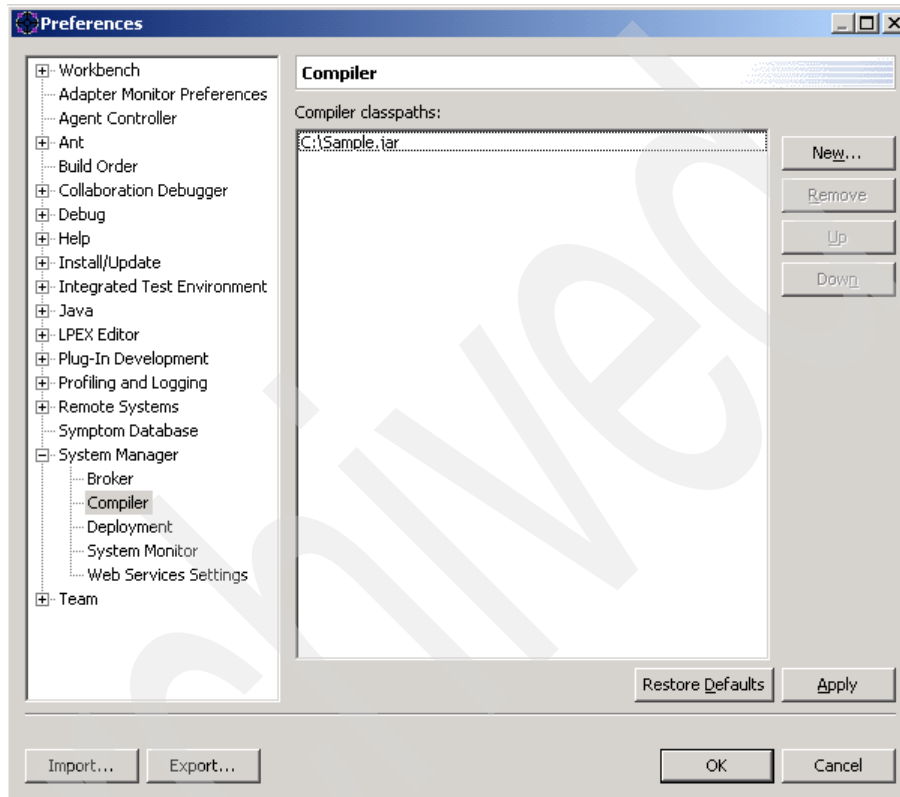 Preferences
Workbench
Adapter Monitor Preferences
Agent Controller
Ant
Build Order
Collaboration Debugger
Debug
Help
Install/Update
Integrated Test Environment
Java
LPEX Editor
Plug-In Development
Profiling and Logging
Remote Systems
Symptom Database
System Manager
Broker
Compiler
Deployment
System Monitor
Web Services Settings
Team
Compiler
Compiler classpaths:
C:\Sample.jar
New...
Remove
Up
Down
Restore Defaults
Apply
Import...
Export...
OK
Cancel
hived